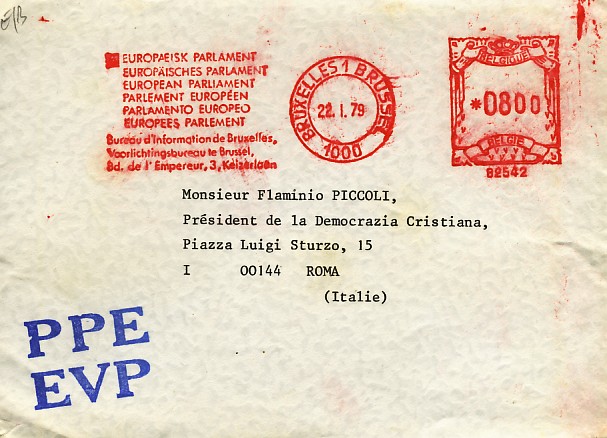 EUROPAEISK PARLAMENT
EUROPÄISCHES PARLAMENT
EUROPEAN PARLIAMENT
PARLEMENT EUROPÉEN
PARLAMENTO EUROPEO
EUROPEES PARLEMENT
Bureau d'Information de Bruxelles,
Voorlichtingsbureau te Brussel,
Bd. de l'Empereur, 3, Keizerlaan
BRUXELLES 1 BRUSSEL
22. I. 79
1000
BELGIQUE
*0800
BELGIE
82542
Monsieur Flaminio PICCOLI,
Président de la Democrazia Cristiana,
Piazza Luigi Sturzo, 15
I 00144 ROMA
(Italie)
PPE
EVP